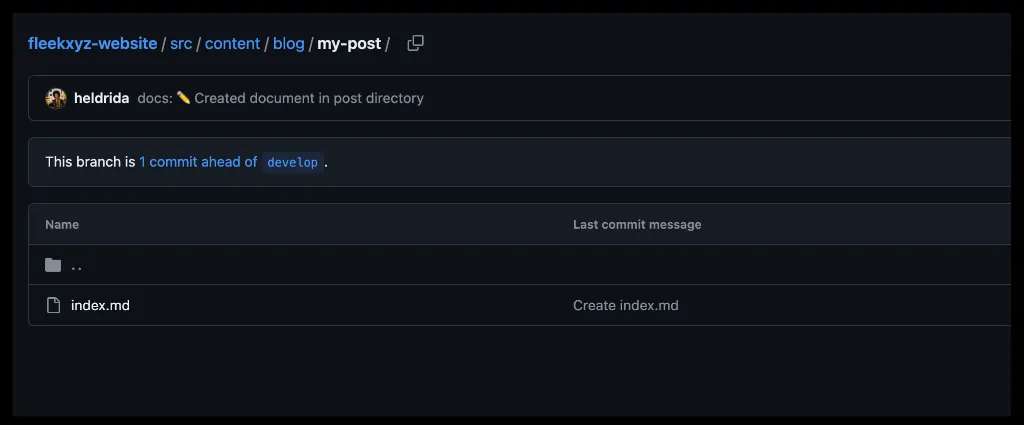 fleekxyz-website / src / content / blog / my-post /
heldrida docs: ✏️ Created document in post directory
This branch is 1 commit ahead of develop .
Name Last commit message
..
index.md Create index.md